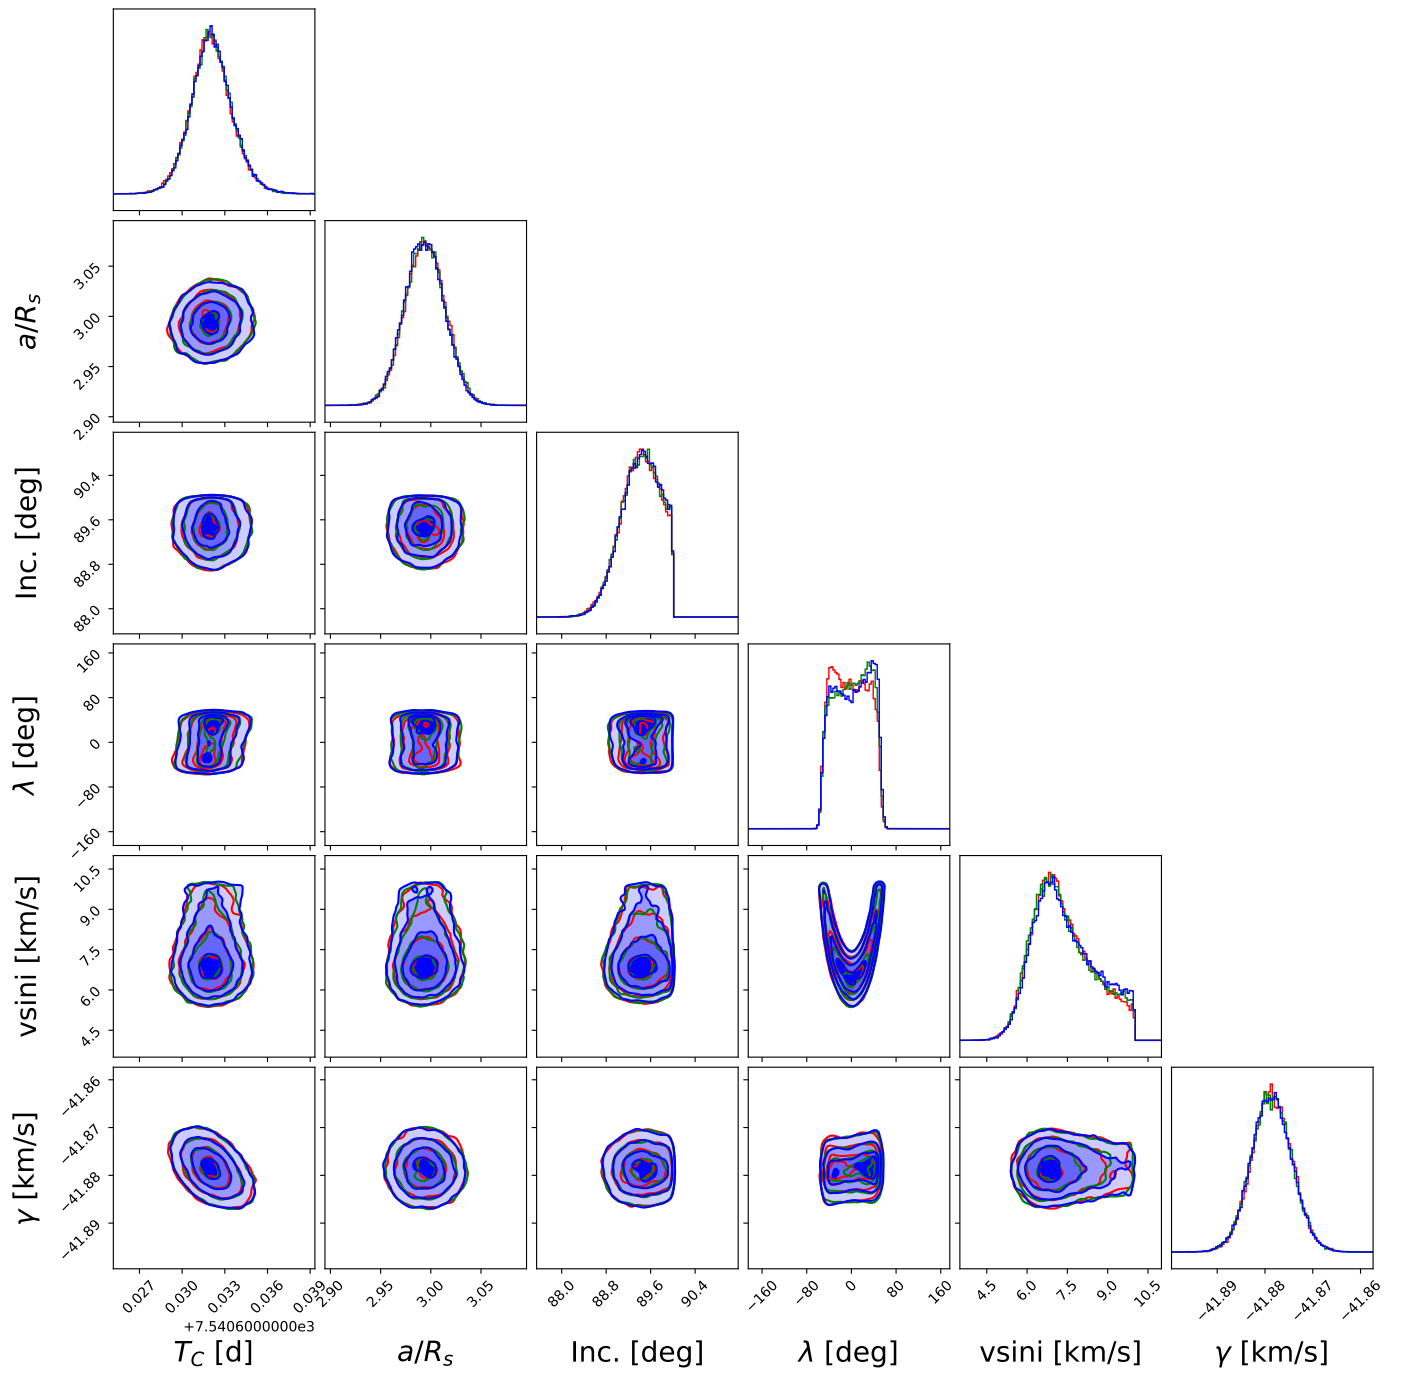 3.05
3.00
2.95
2.90
a/Rs
90.4
89.6
88.8
88.0
Inc. [deg]
160
80
0
−80
−160
λ [deg]
10.5
9.0
7.5
6.0
4.5
vsini [km/s]
−41.86
−41.87
−41.88
−41.89
γ [km/s]
0.027 0.030 0.033 0.036 0.039
+7.5406000000e3
2.90 2.95 3.00 3.05
88.0 88.8 89.6 90.4
−160 −80 0 80 160
4.5 6.0 7.5 9.0 10.5
−41.89 −41.88 −41.87 −41.86
TC [d] a/Rs Inc. [deg] λ [deg] vsini [km/s] γ [km/s]